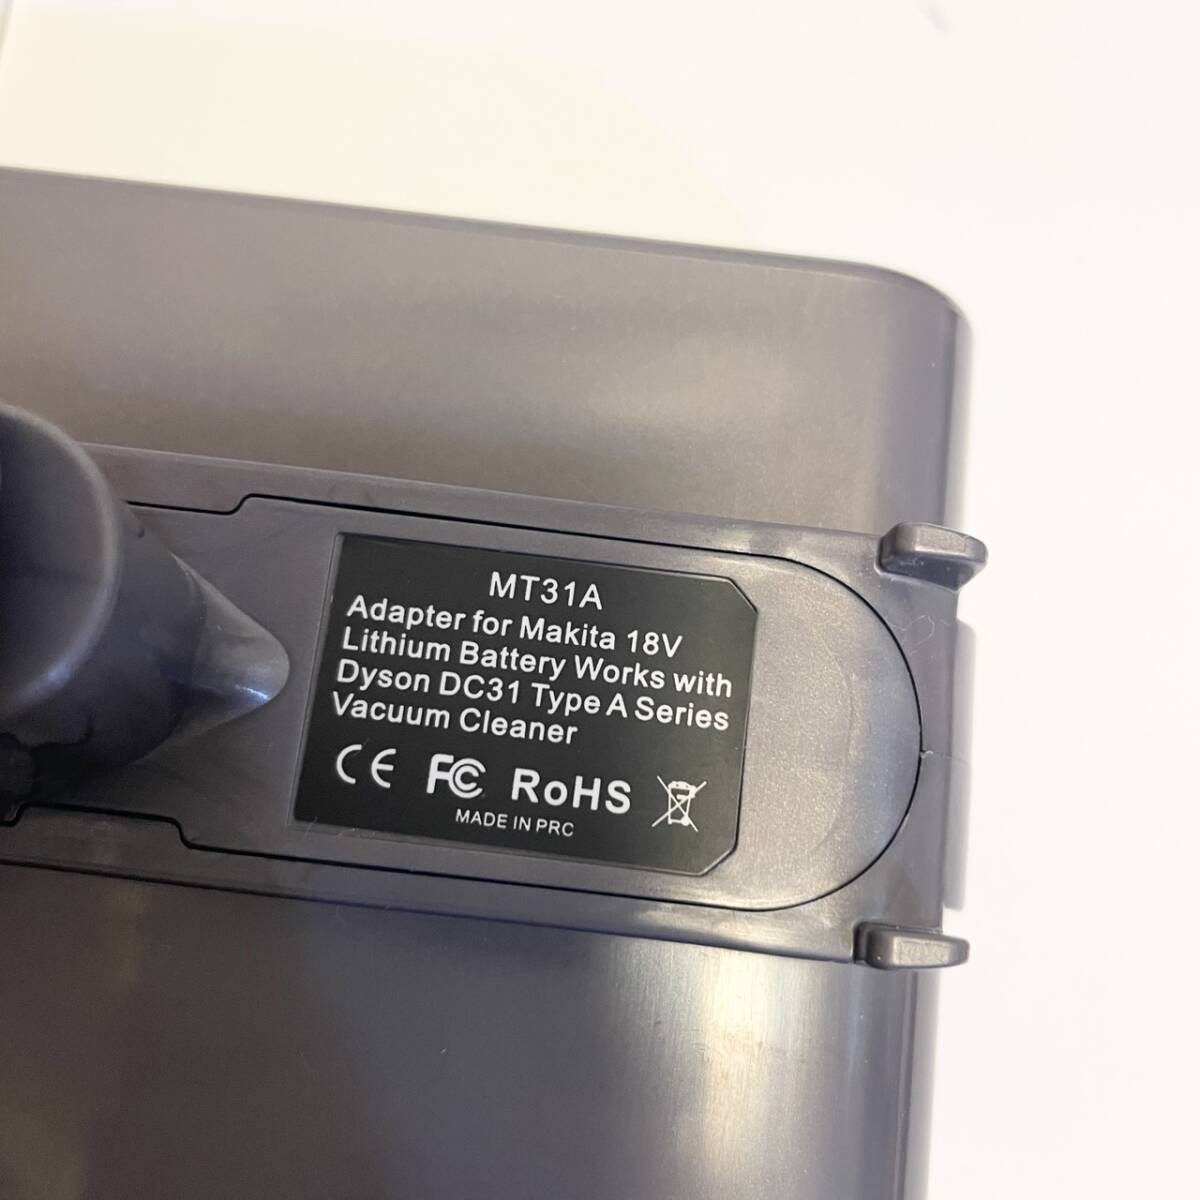 MT31A
Adapter for Makita 18V
Lithium Battery Works with
Dyson DC31 Type A Series
Vacuum Cleaner
CE FC RoHS
MADE IN PRC